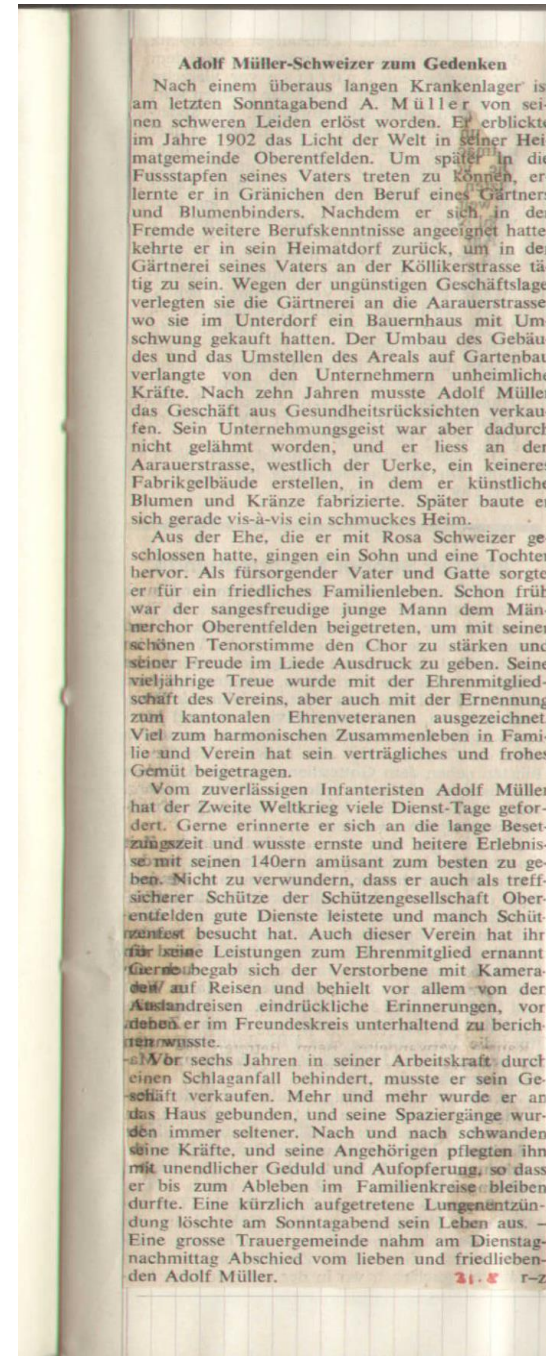 Adolf Müller-Schweizer zum Gedenken
Nach einem überaus langen Krankenlager is
am letzten Sonntagabend A. Müller von sei-
nen schweren Leiden erlöst worden. Er erblickte
im Jahre 1902 das Licht der Welt in seiner Hei
matgemeinde Oberentfelden. Um später in die
Fussstapfen seines Vaters treten zu können, er
lernte er in Gränichen den Beruf eines Gärtners
und Blumenbinders. Nachdem er sich in der
Fremde weitere Berufskenntnisse angeeignet hatte
kehrte er in sein Heimatdorf zurück, um in der
Gärtnerei seines Vaters an der Köllikerstrasse tä
tig zu sein. Wegen der ungünstigen Geschäftslage
verlegten sie die Gärtnerei an die Aarauerstrasse
wo sie im Unterdorf ein Bauernhaus mit Um
schwung gekauft hatten. Der Umbau des Gebäu
des und das Umstellen des Areals auf Gartenbau
verlangte von den Unternehmern unheimliche
Kräfte. Nach zehn Jahren musste Adolf Müller
das Geschäft aus Gesundheitsrücksichten verkau
fen. Sein Unternehmungsgeist war aber dadurch
nicht gelähmt worden, und er liess an der
Aarauerstrasse, westlich der Uerke, ein keineres
Fabrikgelbäude erstellen, in dem er künstliche
Blumen und Kränze fabrizierte. Später baute er
sich gerade vis-à-vis ein schmuckes Heim.
Aus der Ehe, die er mit Rosa Schweizer ge
schlossen hatte, gingen ein Sohn und eine Tochter
hervor. Als fürsorgender Vater und Gatte sorgte
er für ein friedliches Familienleben. Schon früh
war der sangesfreudige junge Mann dem Män-
nerchor Oberentfelden beigetreten, um mit seiner
schönen Tenorstimme den Chor zu stärken und
seiner Freude im Liede Ausdruck zu geben. Seine
vieljährige Treue wurde mit der Ehrenmitglied-
schaft des Vereins, aber auch mit der Ernennung
zum kantonalen Ehrenveteranen ausgezeichnet
Viel zum harmonischen Zusammenleben in Fami-
lie und Verein hat sein verträgliches und frohes
Gemüt beigetragen.
Vom zuverlässigen Infanteristen Adolf Müller
hat der Zweite Weltkrieg viele Dienst-Tage gefor-
dert. Gerne erinnerte er sich an die lange Beset-
zungszeit und wusste ernste und heitere Erlebnis-
se mit seinen 140ern amüsant zum besten zu ge-
ben. Nicht zu verwundern, dass er auch als treff-
sicherer Schütze der Schützengesellschaft Ober-
entfelden gute Dienste leistete und manch Schüt-
zenfest besucht hat. Auch dieser Verein hat ihr
für seine Leistungen zum Ehrenmitglied ernannt
Gerne begab sich der Verstorbene mit Kamera-
den auf Reisen und behielt vor allem von der
Auslandreisen eindrückliche Erinnerungen, vor
denen er im Freundeskreis unterhaltend zu berich-
ten wusste.
Vor sechs Jahren in seiner Arbeitskraft durch
einen Schlaganfall behindert, musste er sein Ge-
schäft verkaufen. Mehr und mehr wurde er an
das Haus gebunden, und seine Spaziergänge wur-
den immer seltener. Nach und nach schwanden
seine Kräfte, und seine Angehörigen pflegten ihn
mit unendlicher Geduld und Aufopferung, so dass
er bis zum Ableben im Familienkreise bleiben
durfte. Eine kürzlich aufgetretene Lungenentzün-
dung löschte am Sonntagabend sein Leben aus. –
Eine grosse Trauergemeinde nahm am Dienstag-
nachmittag Abschied vom lieben und friedlieben-
den Adolf Müller. 21.8 r–z